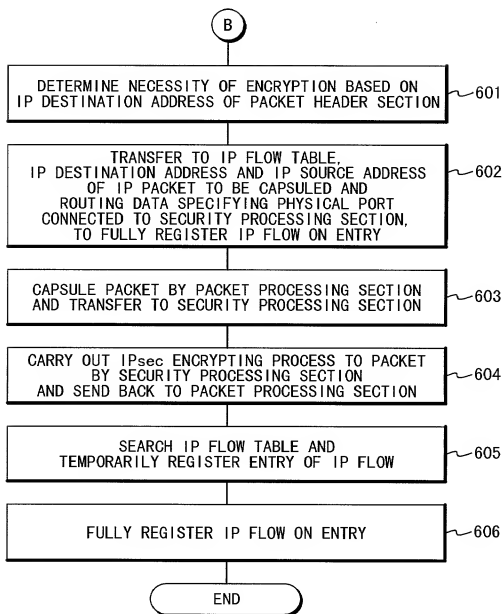 B
DETERMINE NECESSITY OF ENCRYPTION BASED ON
IP DESTINATION ADDRESS OF PACKET HEADER SECTION
601
TRANSFER TO IP FLOW TABLE,
IP DESTINATION ADDRESS AND IP SOURCE ADDRESS
OF IP PACKET TO BE CAPSULED AND
ROUTING DATA SPECIFYING PHYSICAL PORT
CONNECTED TO SECURITY PROCESSING SECTION,
TO FULLY REGISTER IP FLOW ON ENTRY
602
CAPSULE PACKET BY PACKET PROCESSING SECTION
AND TRANSFER TO SECURITY PROCESSING SECTION
603
CARRY OUT IPsec ENCRYPTING PROCESS TO PACKET
BY SECURITY PROCESSING SECTION
AND SEND BACK TO PACKET PROCESSING SECTION
604
SEARCH IP FLOW TABLE AND
TEMPORARILY REGISTER ENTRY OF IP FLOW
605
FULLY REGISTER IP FLOW ON ENTRY
606
END